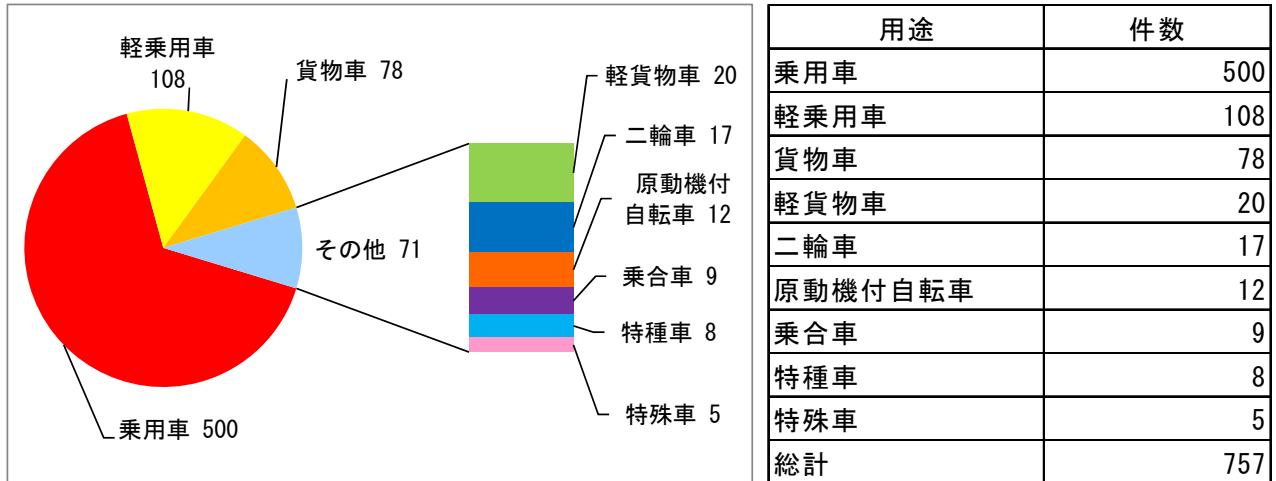 軽乗用車
108
貨物車 78
軽貨物車 20
二輪車 17
原動機付
自転車 12
その他 71
乗合車 9
特種車 8
特殊車 5
乗用車 500
用途 件数
乗用車 500
軽乗用車 108
貨物車 78
軽貨物車 20
二輪車 17
原動機付自転車 12
乗合車 9
特種車 8
特殊車 5
総計 757